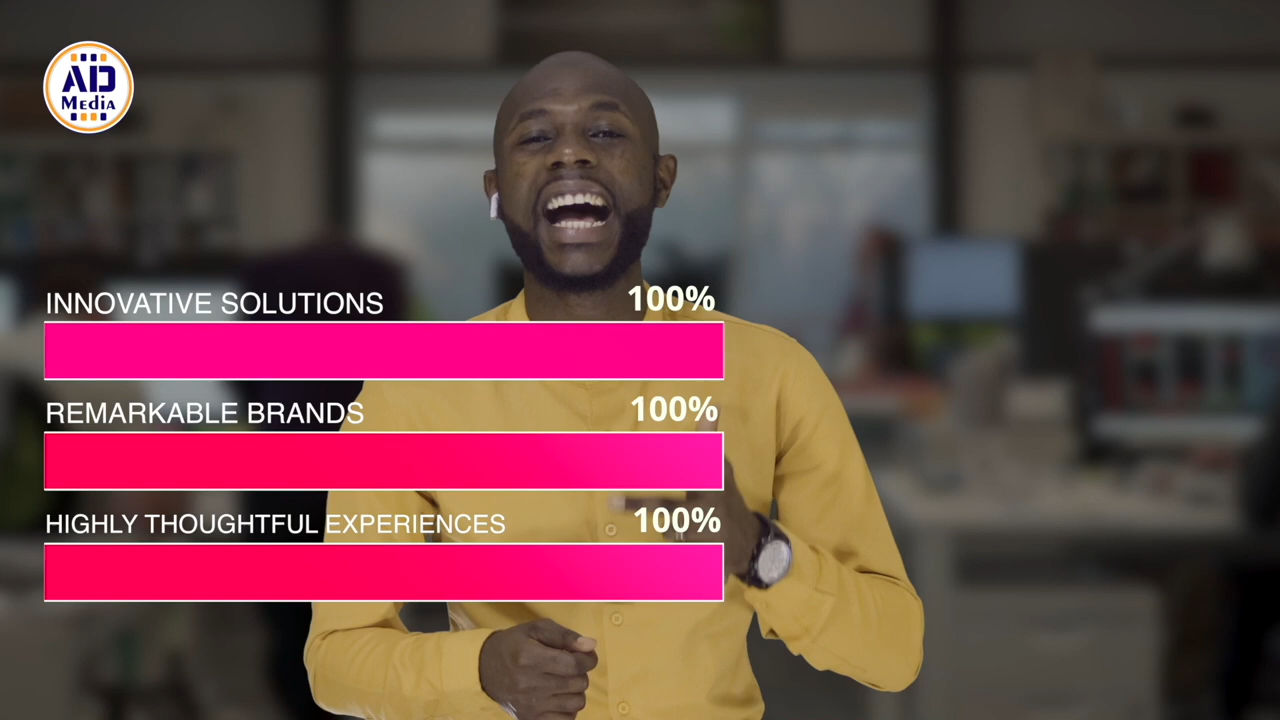 AD
Media
INNOVATIVE SOLUTIONS 100%
REMARKABLE BRANDS 100%
HIGHLY THOUGHTFUL EXPERIENCES 100%